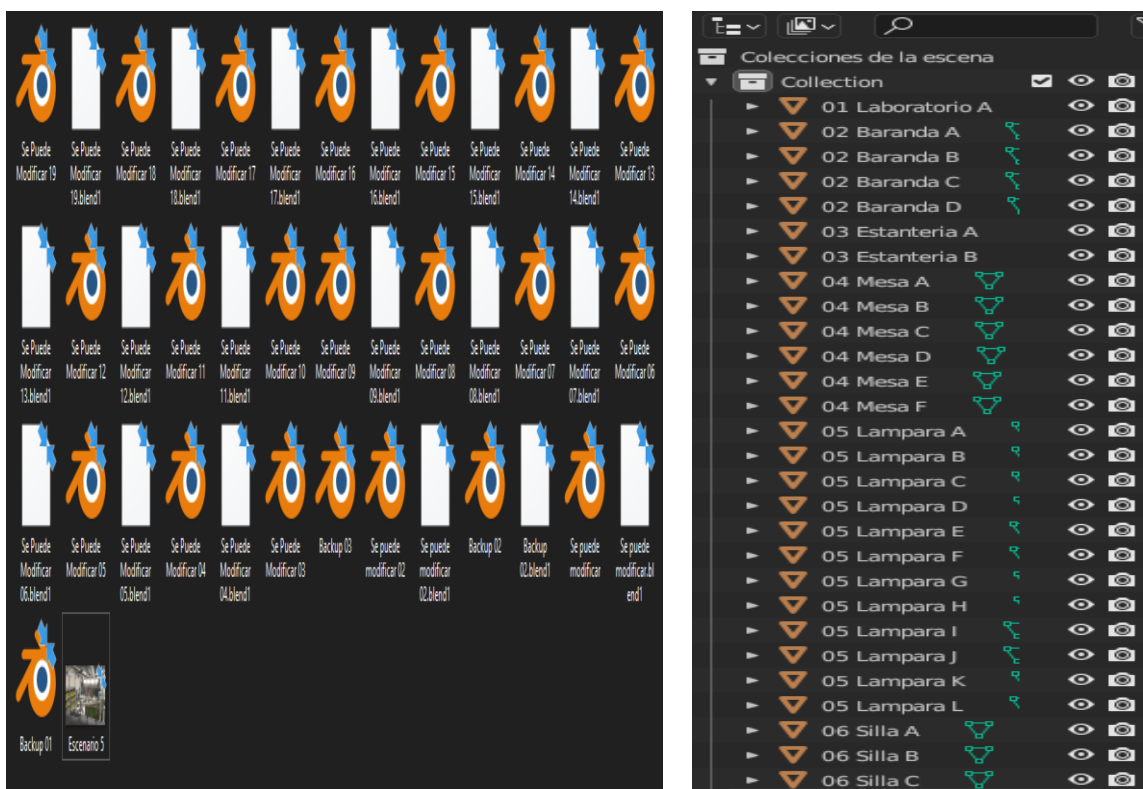 Se Puede
Modificar 19
Se Puede
Modificar
19.blend1
Se Puede
Modificar 18
Se Puede
Modificar
18.blend1
Se Puede
Modificar 17
Se Puede
Modificar
17.blend1
Se Puede
Modificar 16
Se Puede
Modificar
16.blend1
Se Puede
Modificar 15
Se Puede
Modificar
15.blend1
Se Puede
Modificar 14
Se Puede
Modificar
14.blend1
Se Puede
Modificar 13
Se Puede
Modificar
13.blend1
Se Puede
Modificar 12
Se Puede
Modificar
12.blend1
Se Puede
Modificar 11
Se Puede
Modificar
11.blend1
Se Puede
Modificar 10
Se Puede
Modificar 09
Se Puede
Modificar
09.blend1
Se Puede
Modificar 08
Se Puede
Modificar
08.blend1
Se Puede
Modificar 07
Se Puede
Modificar
07.blend1
Se Puede
Modificar 06
Se Puede
Modificar
06.blend1
Se Puede
Modificar 05
Se Puede
Modificar
05.blend1
Se Puede
Modificar 04
Se Puede
Modificar
04.blend1
Se Puede
Modificar 03
Backup 03
Se puede
modificar 02
Se puede
modificar
02.blend1
Backup 02
Backup
02.blend1
Se puede
modificar
Se puede
modificar.bl
end1
Backup 01
Escenario 5
Colecciones de la escena
Collection
01 Laboratorio A
02 Baranda A
02 Baranda B
02 Baranda C
02 Baranda D
03 Estanteria A
03 Estanteria B
04 Mesa A
04 Mesa B
04 Mesa C
04 Mesa D
04 Mesa E
04 Mesa F
05 Lampara A
05 Lampara B
05 Lampara C
05 Lampara D
05 Lampara E
05 Lampara F
05 Lampara G
05 Lampara H
05 Lampara I
05 Lampara J
05 Lampara K
05 Lampara L
06 Silla A
06 Silla B
06 Silla C